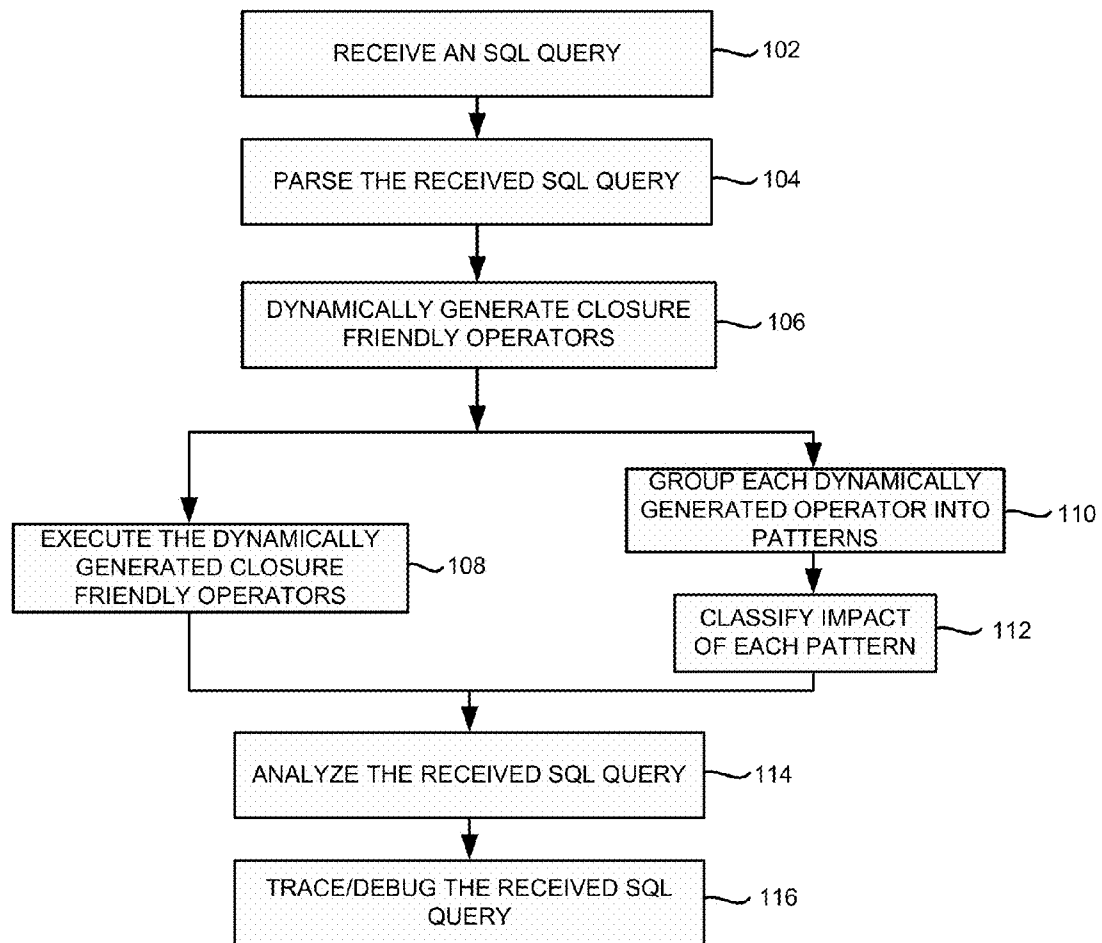 RECEIVE AN SQL QUERY
102
PARSE THE RECEIVED SQL QUERY
104
DYNAMICALLY GENERATE CLOSURE
FRIENDLY OPERATORS
106
EXECUTE THE DYNAMICALLY
GENERATED CLOSURE
FRIENDLY OPERATORS
108
GROUP EACH DYNAMICALLY
GENERATED OPERATOR INTO
PATTERNS
110
CLASSIFY IMPACT
OF EACH PATTERN
112
ANALYZE THE RECEIVED SQL QUERY
114
TRACE/DEBUG THE RECEIVED SQL
QUERY
116